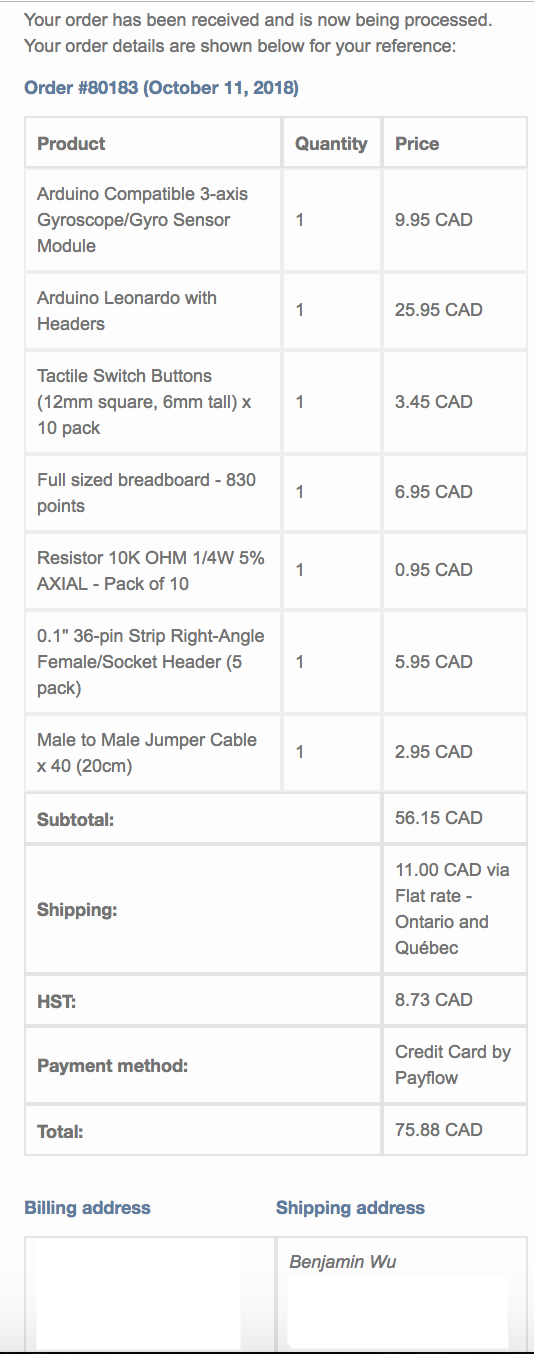 Your order has been received and is now being processed.
Your order details are shown below for your reference:
Order #80183 (October 11, 2018)
Product Quantity Price
Arduino Compatible 3-axis
Gyroscope/Gyro Sensor 1 9.95 CAD
Module
Arduino Leonardo with
Headers 1 25.95 CAD
Tactile Switch Buttons
(12mm square, 6mm tall) x 1 3.45 CAD
10 pack
Full sized breadboard - 830
points 1 6.95 CAD
Resistor 10K OHM 1/4W 5%
AXIAL - Pack of 10 1 0.95 CAD
0.1" 36-pin Strip Right-Angle
Female/Socket Header (5 1 5.95 CAD
pack)
Male to Male Jumper Cable
x 40 (20cm) 1 2.95 CAD
Subtotal: 56.15 CAD
Shipping: 11.00 CAD via
Flat rate -
Ontario and
Québec
HST: 8.73 CAD
Payment method: Credit Card by
Payflow
Total: 75.88 CAD
Billing address Shipping address
Benjamin Wu